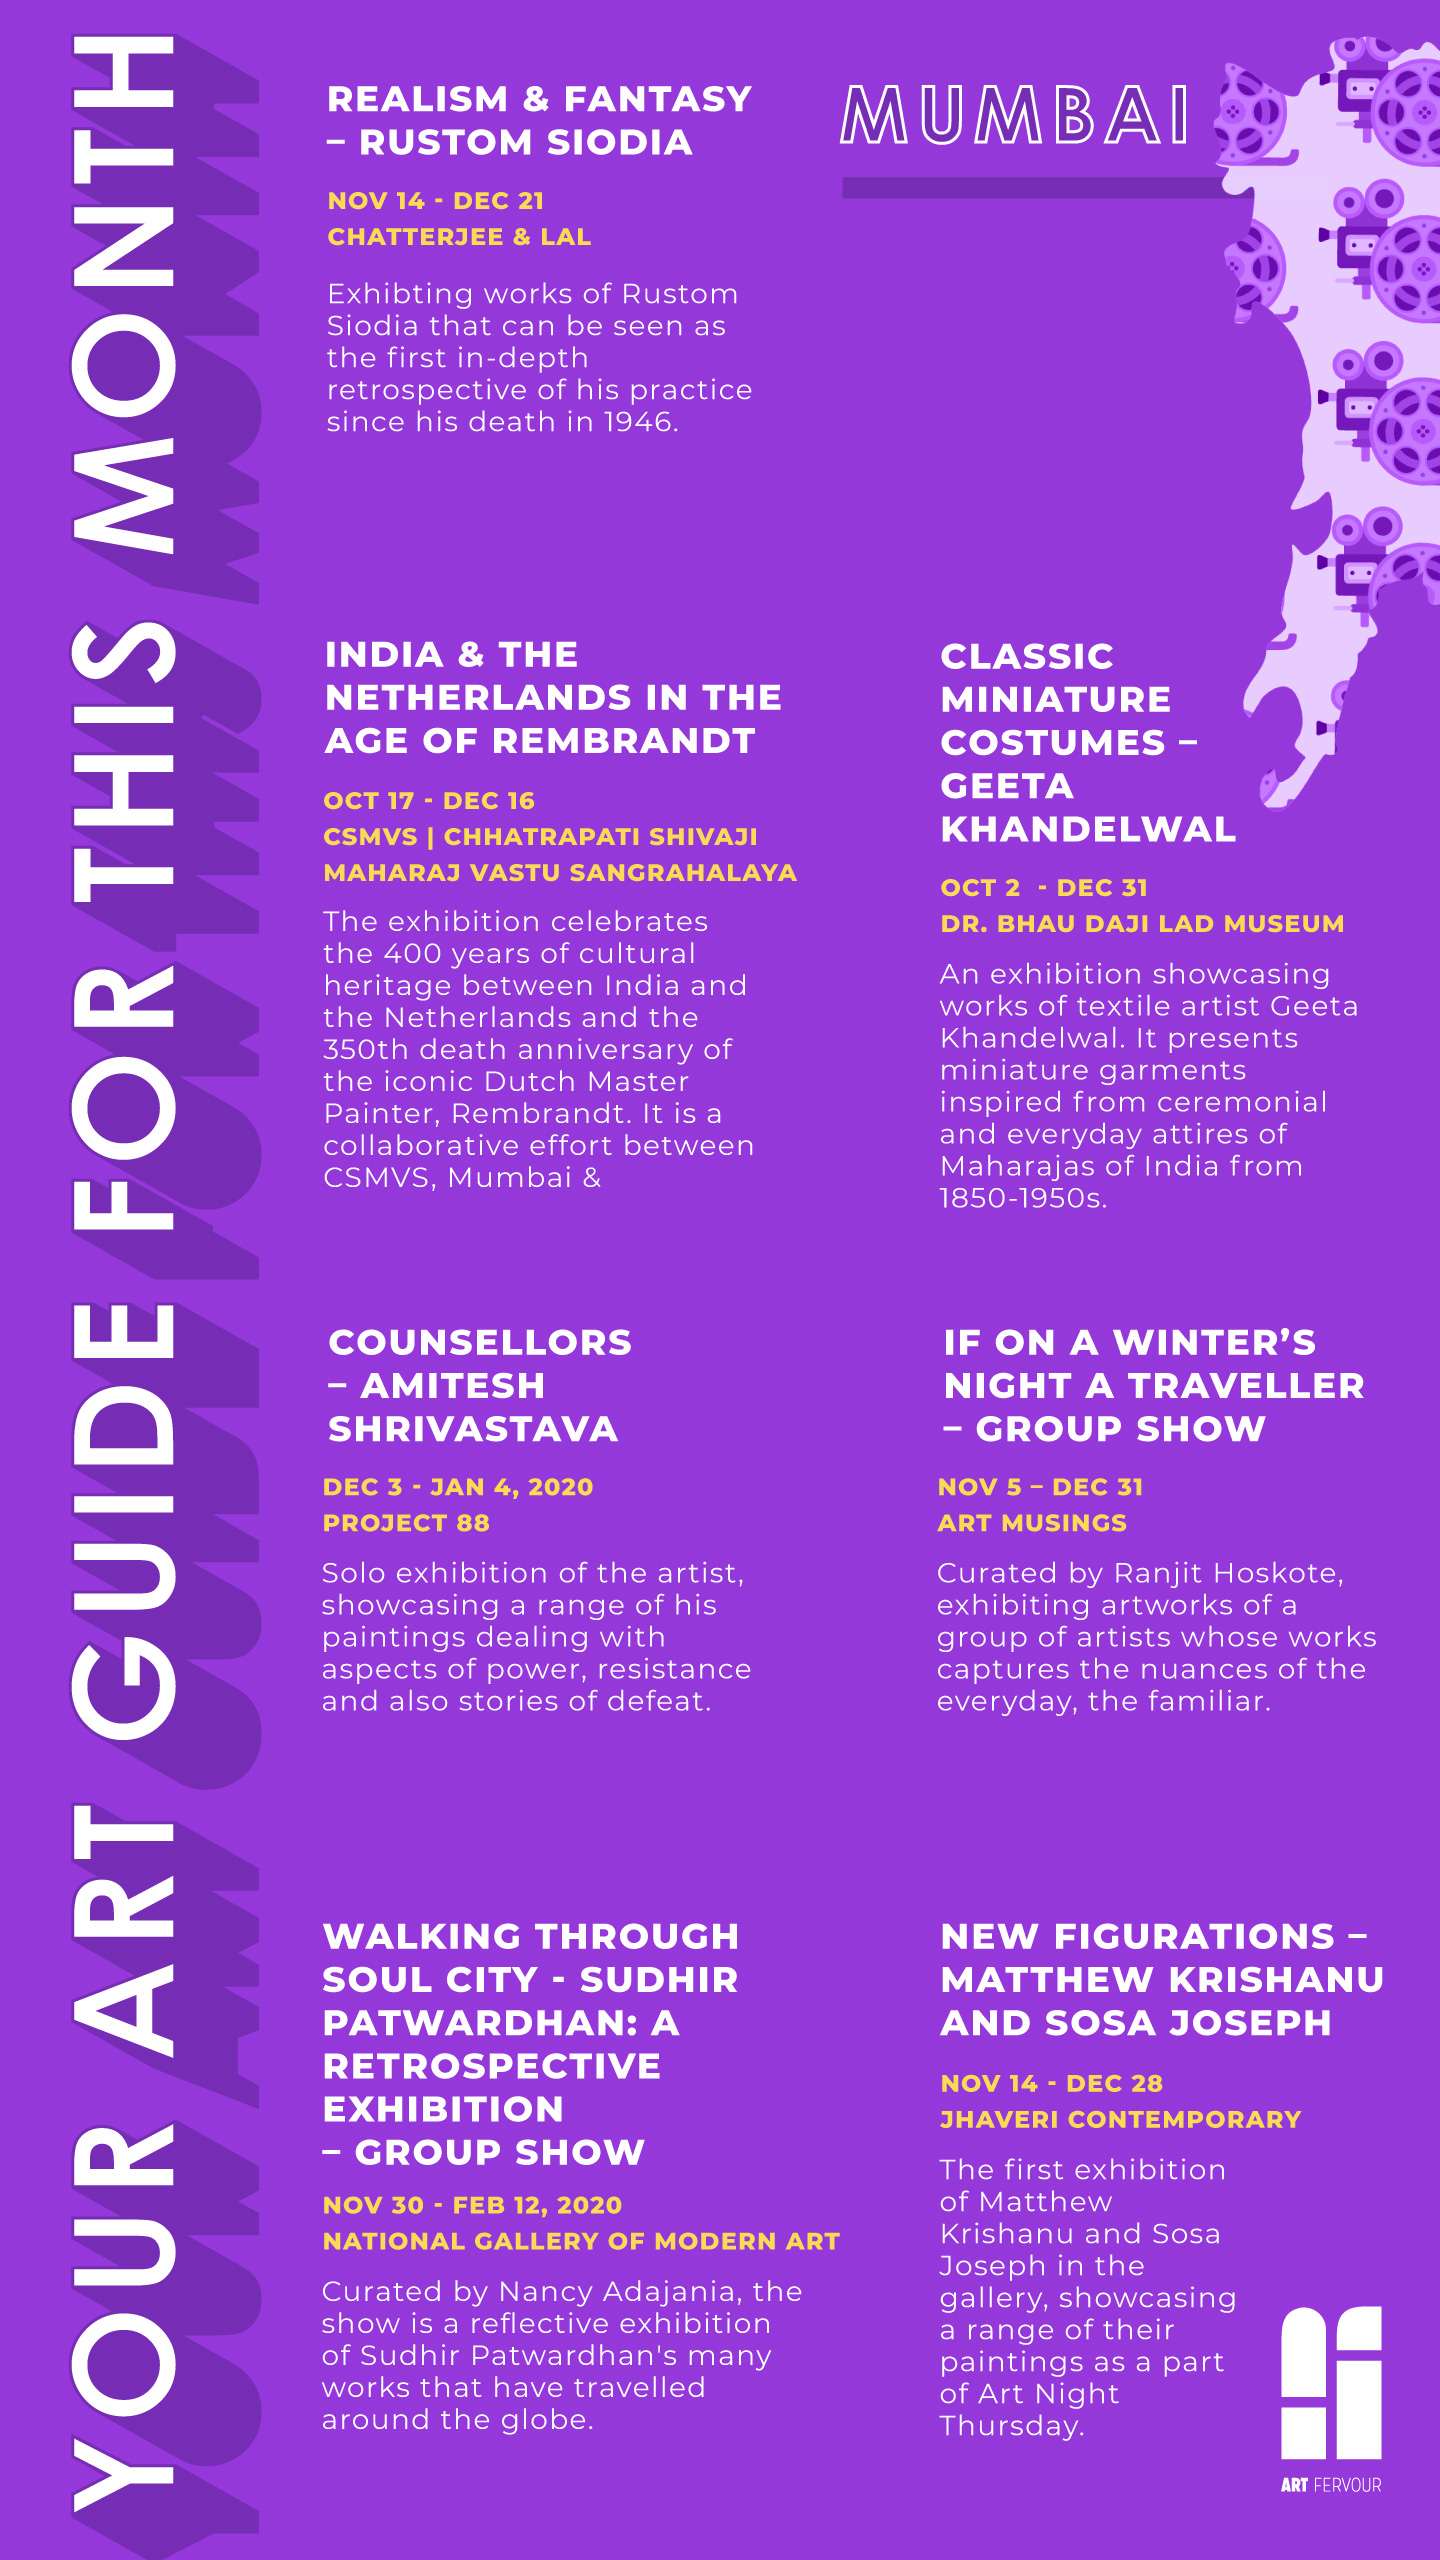 YOUR ART GUIDE FOR THIS MONTH
MUMBAI
REALISM & FANTASY
– RUSTOM SIODIA
NOV 14 - DEC 21
CHATTERJEE & LAL
Exhibting works of Rustom
Siodia that can be seen as
the first in-depth
retrospective of his practice
since his death in 1946.
INDIA & THE
NETHERLANDS IN THE
AGE OF REMBRANDT
OCT 17 - DEC 16
CSMVS | CHHATRAPATI SHIVAJI
MAHARAJ VASTU SANGRAHALAYA
The exhibition celebrates
the 400 years of cultural
heritage between India and
the Netherlands and the
350th death anniversary of
the iconic Dutch Master
Painter, Rembrandt. It is a
collaborative effort between
CSMVS, Mumbai &
CLASSIC
MINIATURE
COSTUMES –
GEETA
KHANDELWAL
OCT 2 - DEC 31
DR. BHAU DAJI LAD MUSEUM
An exhibition showcasing
works of textile artist Geeta
Khandelwal. It presents
miniature garments
inspired from ceremonial
and everyday attires of
Maharajas of India from
1850-1950s.
COUNSELLORS
– AMITESH
SHRIVASTAVA
DEC 3 - JAN 4, 2020
PROJECT 88
Solo exhibition of the artist,
showcasing a range of his
paintings dealing with
aspects of power, resistance
and also stories of defeat.
IF ON A WINTER’S
NIGHT A TRAVELLER
– GROUP SHOW
NOV 5 – DEC 31
ART MUSINGS
Curated by Ranjit Hoskote,
exhibiting artworks of a
group of artists whose works
captures the nuances of the
everyday, the familiar.
WALKING THROUGH
SOUL CITY - SUDHIR
PATWARDHAN: A
RETROSPECTIVE
EXHIBITION
– GROUP SHOW
NOV 30 - FEB 12, 2020
NATIONAL GALLERY OF MODERN ART
Curated by Nancy Adajania, the
show is a reflective exhibition
of Sudhir Patwardhan's many
works that have travelled
around the globe.
NEW FIGURATIONS –
MATTHEW KRISHANU
AND SOSA JOSEPH
NOV 14 - DEC 28
JHAVERI CONTEMPORARY
The first exhibition
of Matthew
Krishanu and Sosa
Joseph in the
gallery, showcasing
a range of their
paintings as a part
of Art Night
Thursday.
ART FERVOUR